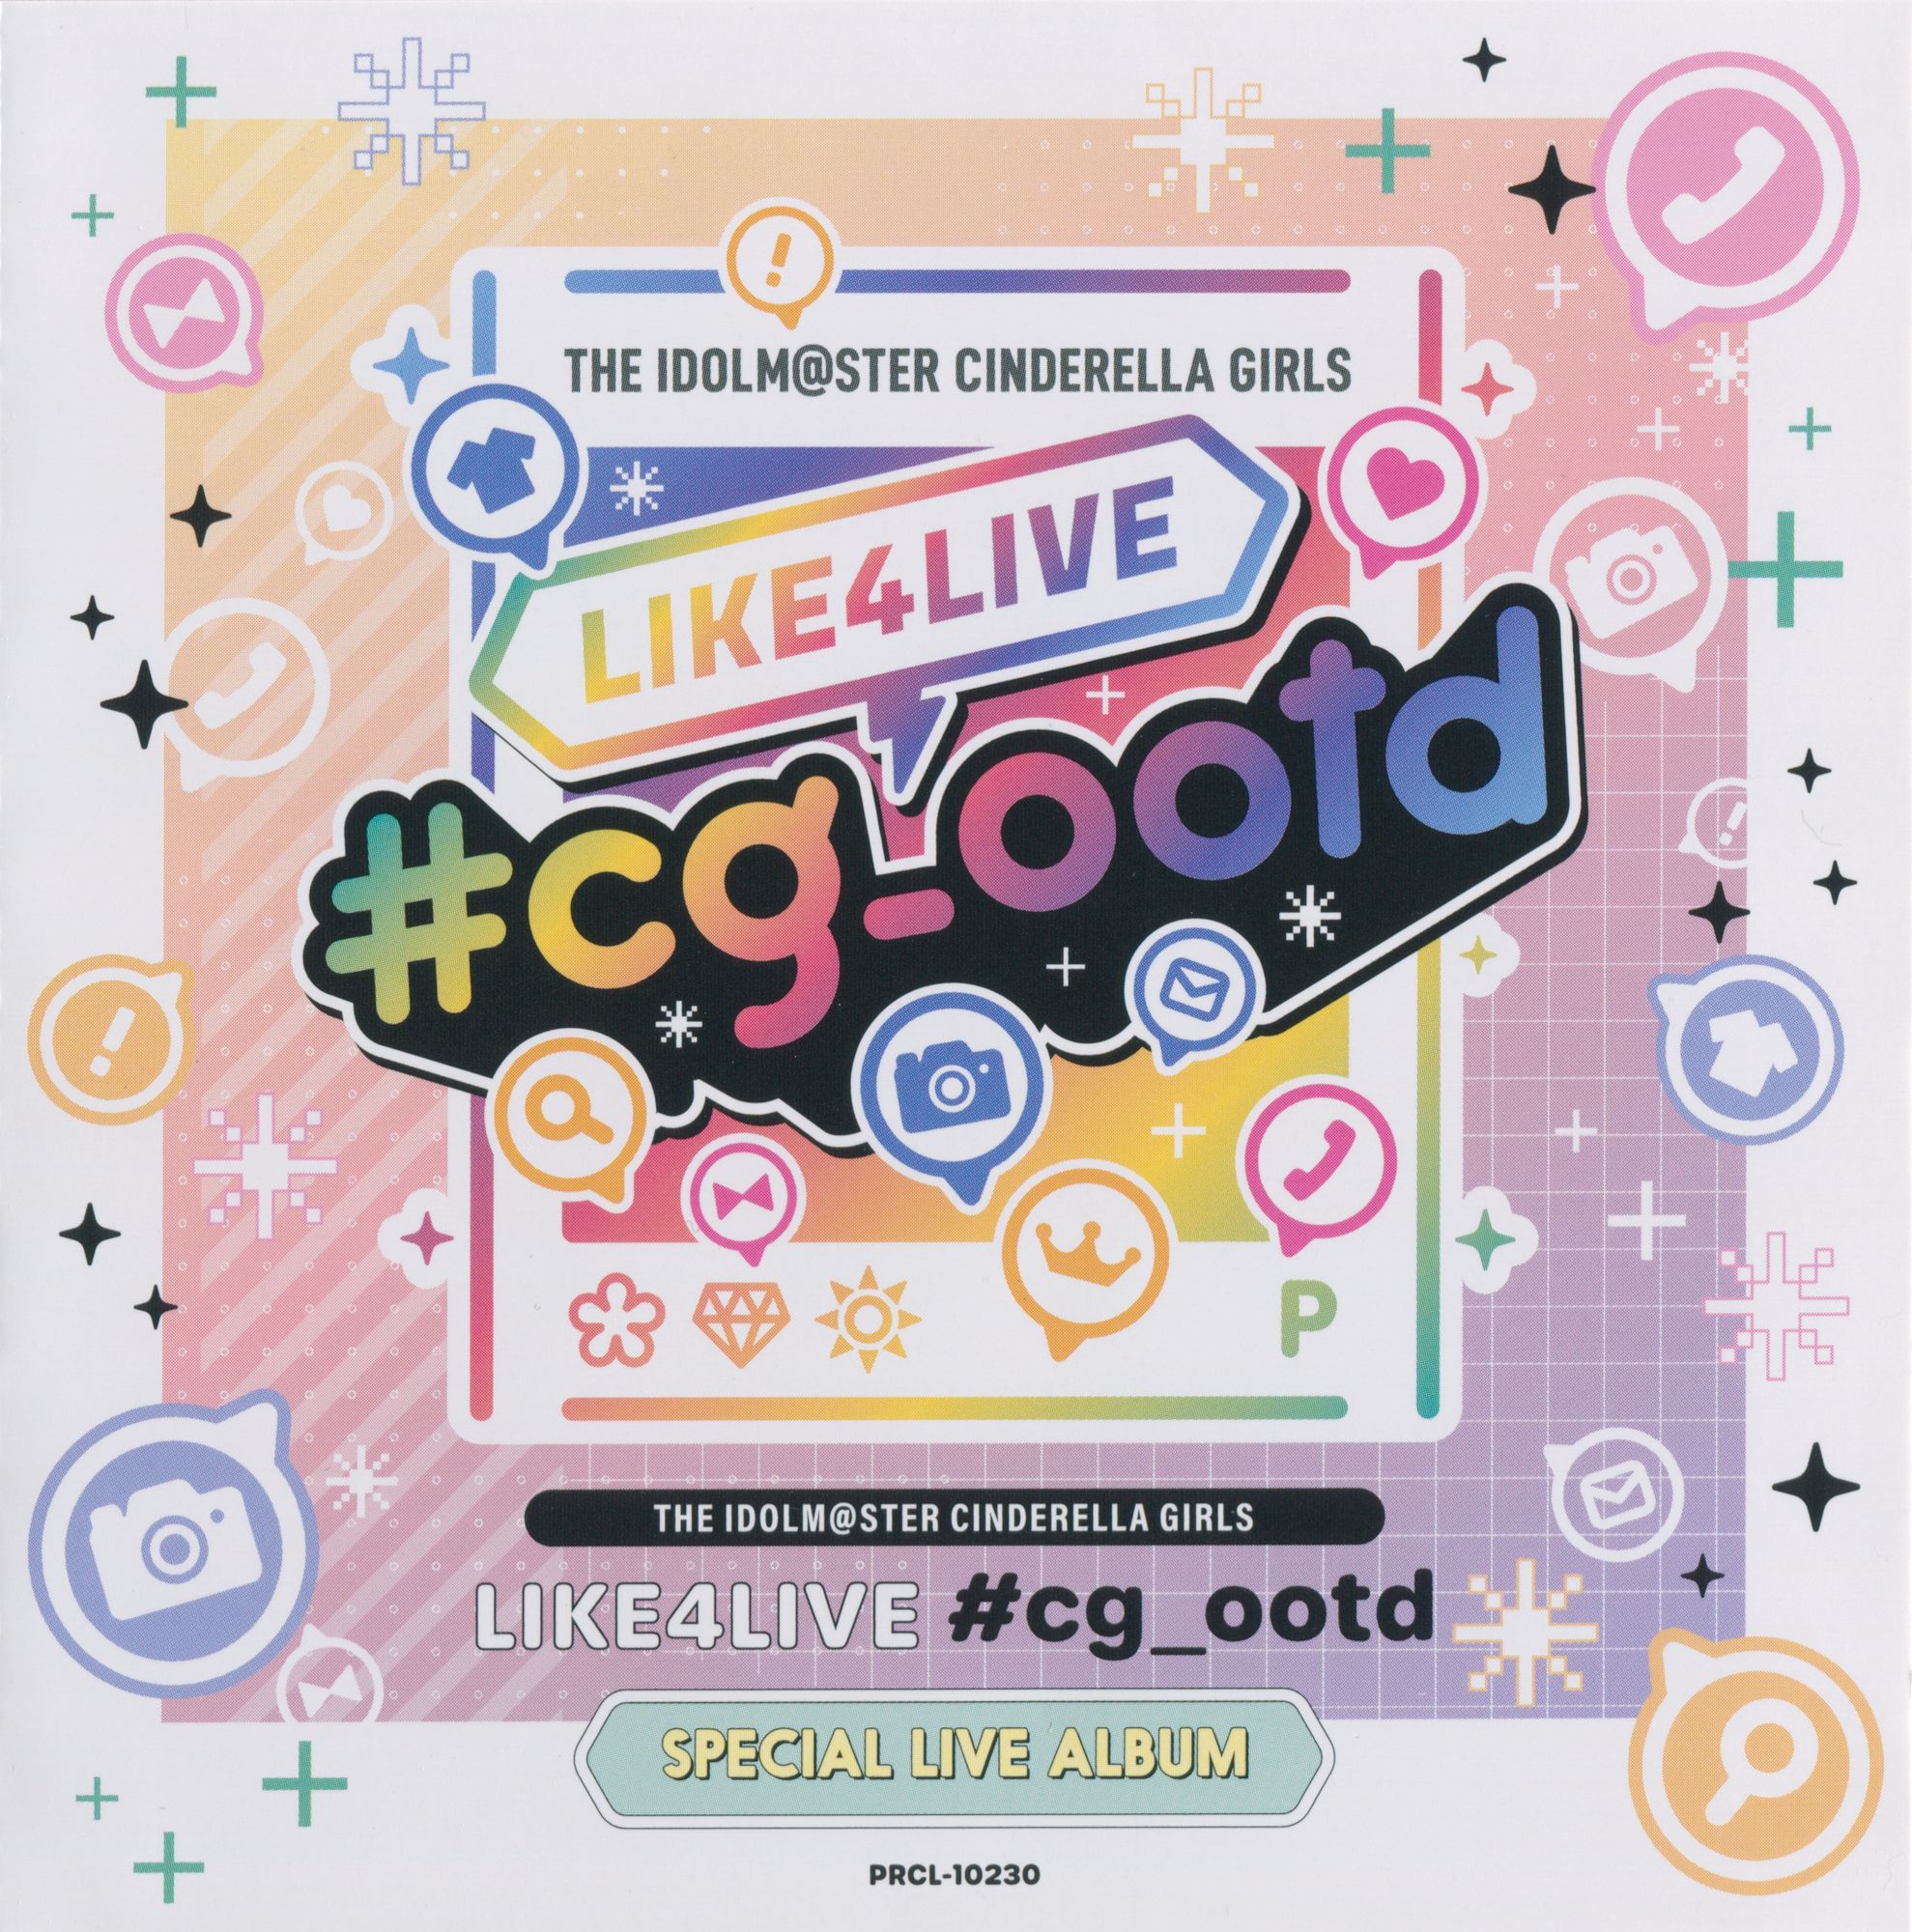 THE IDOLM@STER CINDERELLA GIRLS
LIKE4LIVE
#cg_ootd
P
THE IDOLM@STER CINDERELLA GIRLS
LIKE4LIVE #cg_ootd
SPECIAL LIVE ALBUM
PRCL-10230